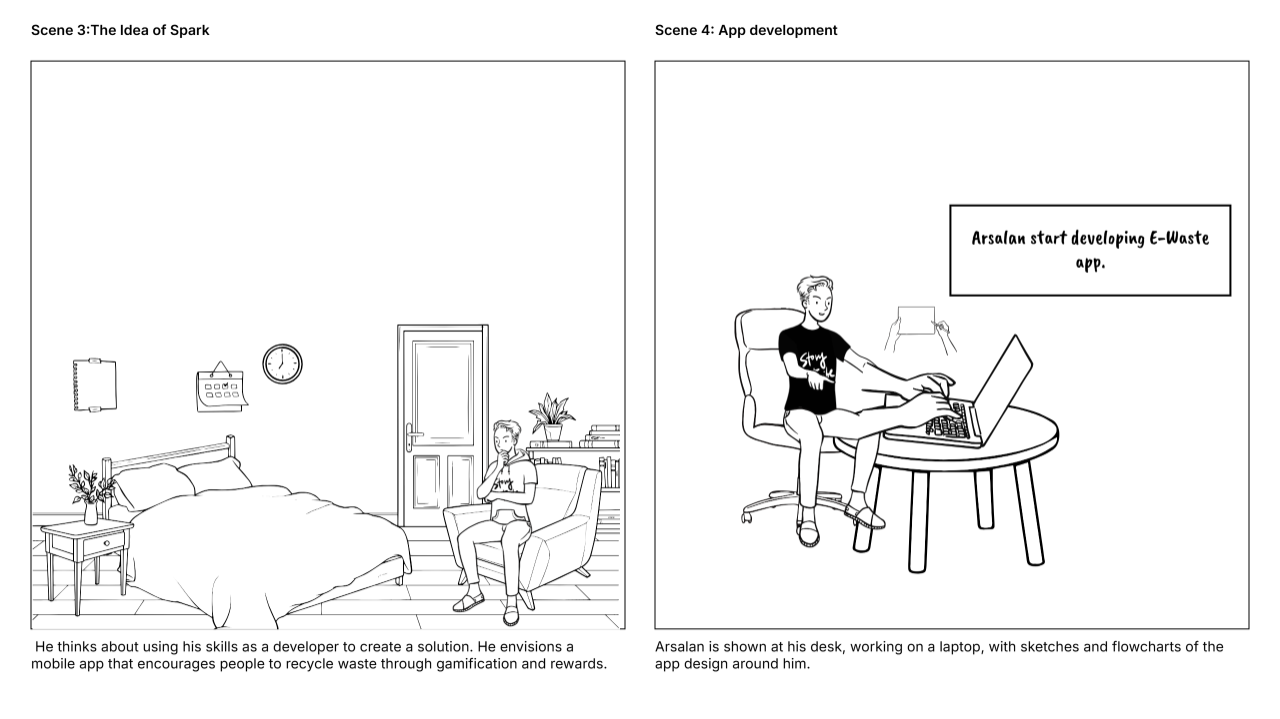 Scene 3:The Idea of Spark
Scene 4: App development
Story
Arsalan start developing E-Waste
app.
Story
He thinks about using his skills as a developer to create a solution. He envisions a
mobile app that encourages people to recycle waste through gamification and rewards.
Arsalan is shown at his desk, working on a laptop, with sketches and flowcharts of the
app design around him.